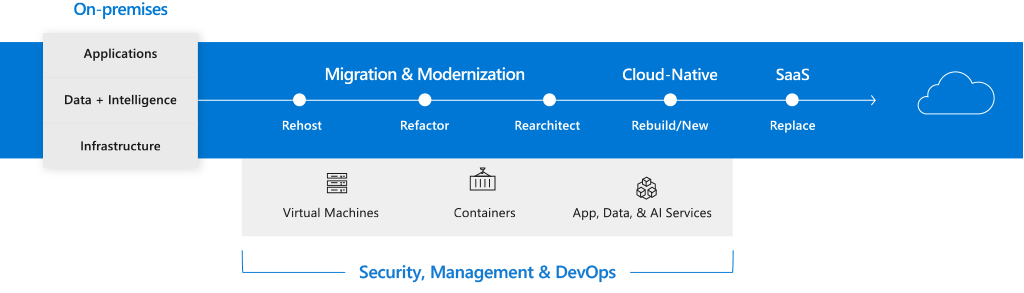 On-premises
Applications
Data + Intelligence
Infrastructure
Migration & Modernization
Cloud-Native
SaaS
Rehost
Refactor
Rearchitect
Rebuild/New
Replace
Virtual Machines
Containers
App, Data, & AI Services
Security, Management & DevOps